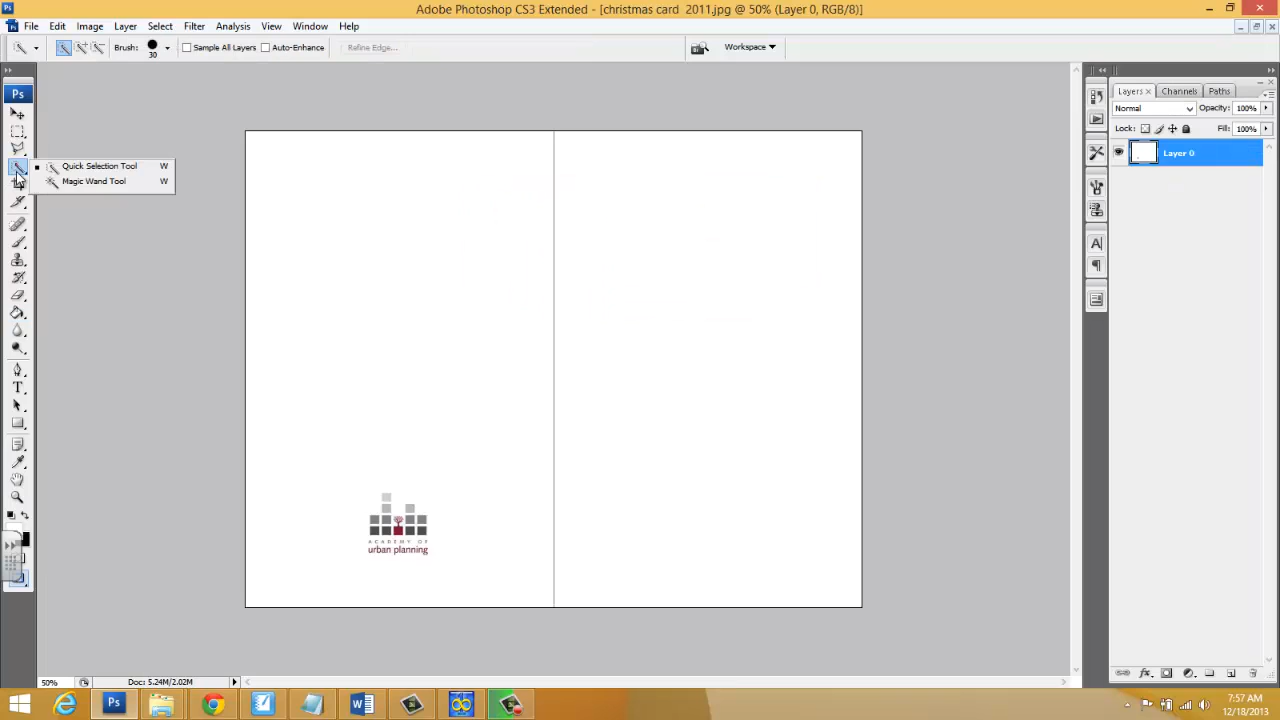 Adobe Photoshop CS3 Extended - [christmas card  2011.jpg @ 50% (Layer 0, RGB/8)]
File Edit Image Layer Select Filter Analysis View Window Help
Brush: 30 Sample All Layers Auto-Enhance Refine Edge... Workspace
Ps
Layers × Channels Paths
Normal Opacity: 100%
Lock: Fill: 100%
Layer 0
Quick Selection Tool W
Magic Wand Tool W
T
A
ACADEMY OF
urban planning
50% Doc: 5.24M/2.02M
Ps W
7:57 AM
12/18/2013